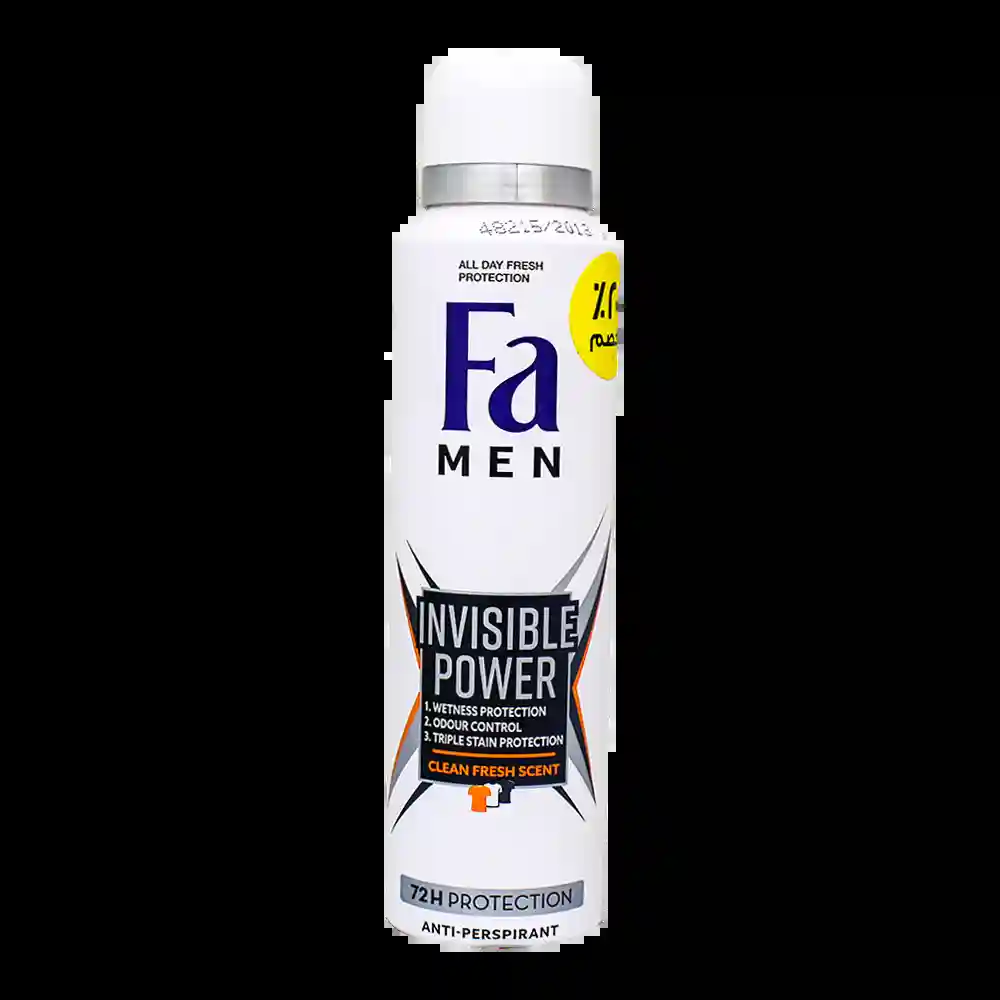 48215/2013
ALL DAY FRESH
PROTECTION
Fa
MEN
INVISIBLE
POWER
1. WETNESS PROTECTION
2. ODOUR CONTROL
3. TRIPLE STAIN PROTECTION
CLEAN FRESH SCENT
72H PROTECTION
ANTI-PERSPIRANT